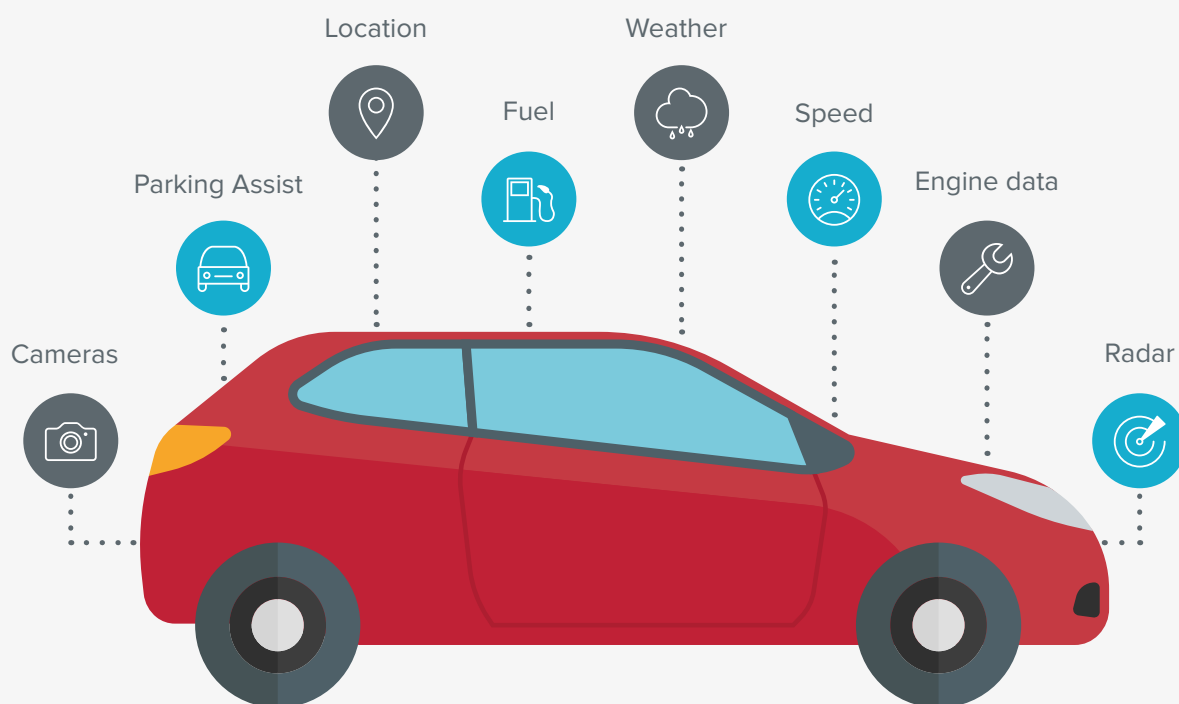 Location
Weather
Fuel
Speed
Parking Assist
Engine data
Cameras
Radar